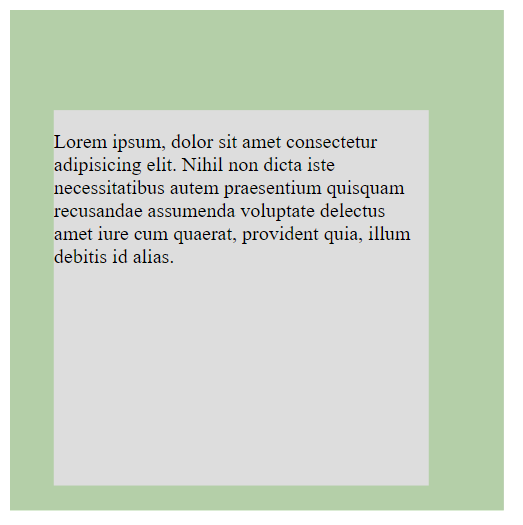 Lorem ipsum, dolor sit amet consectetur
adipisicing elit. Nihil non dicta iste
necessitatibus autem praesentium quisquam
recusandae assumenda voluptate delectus
amet iure cum quaerat, provident quia, illum
debitis id alias.